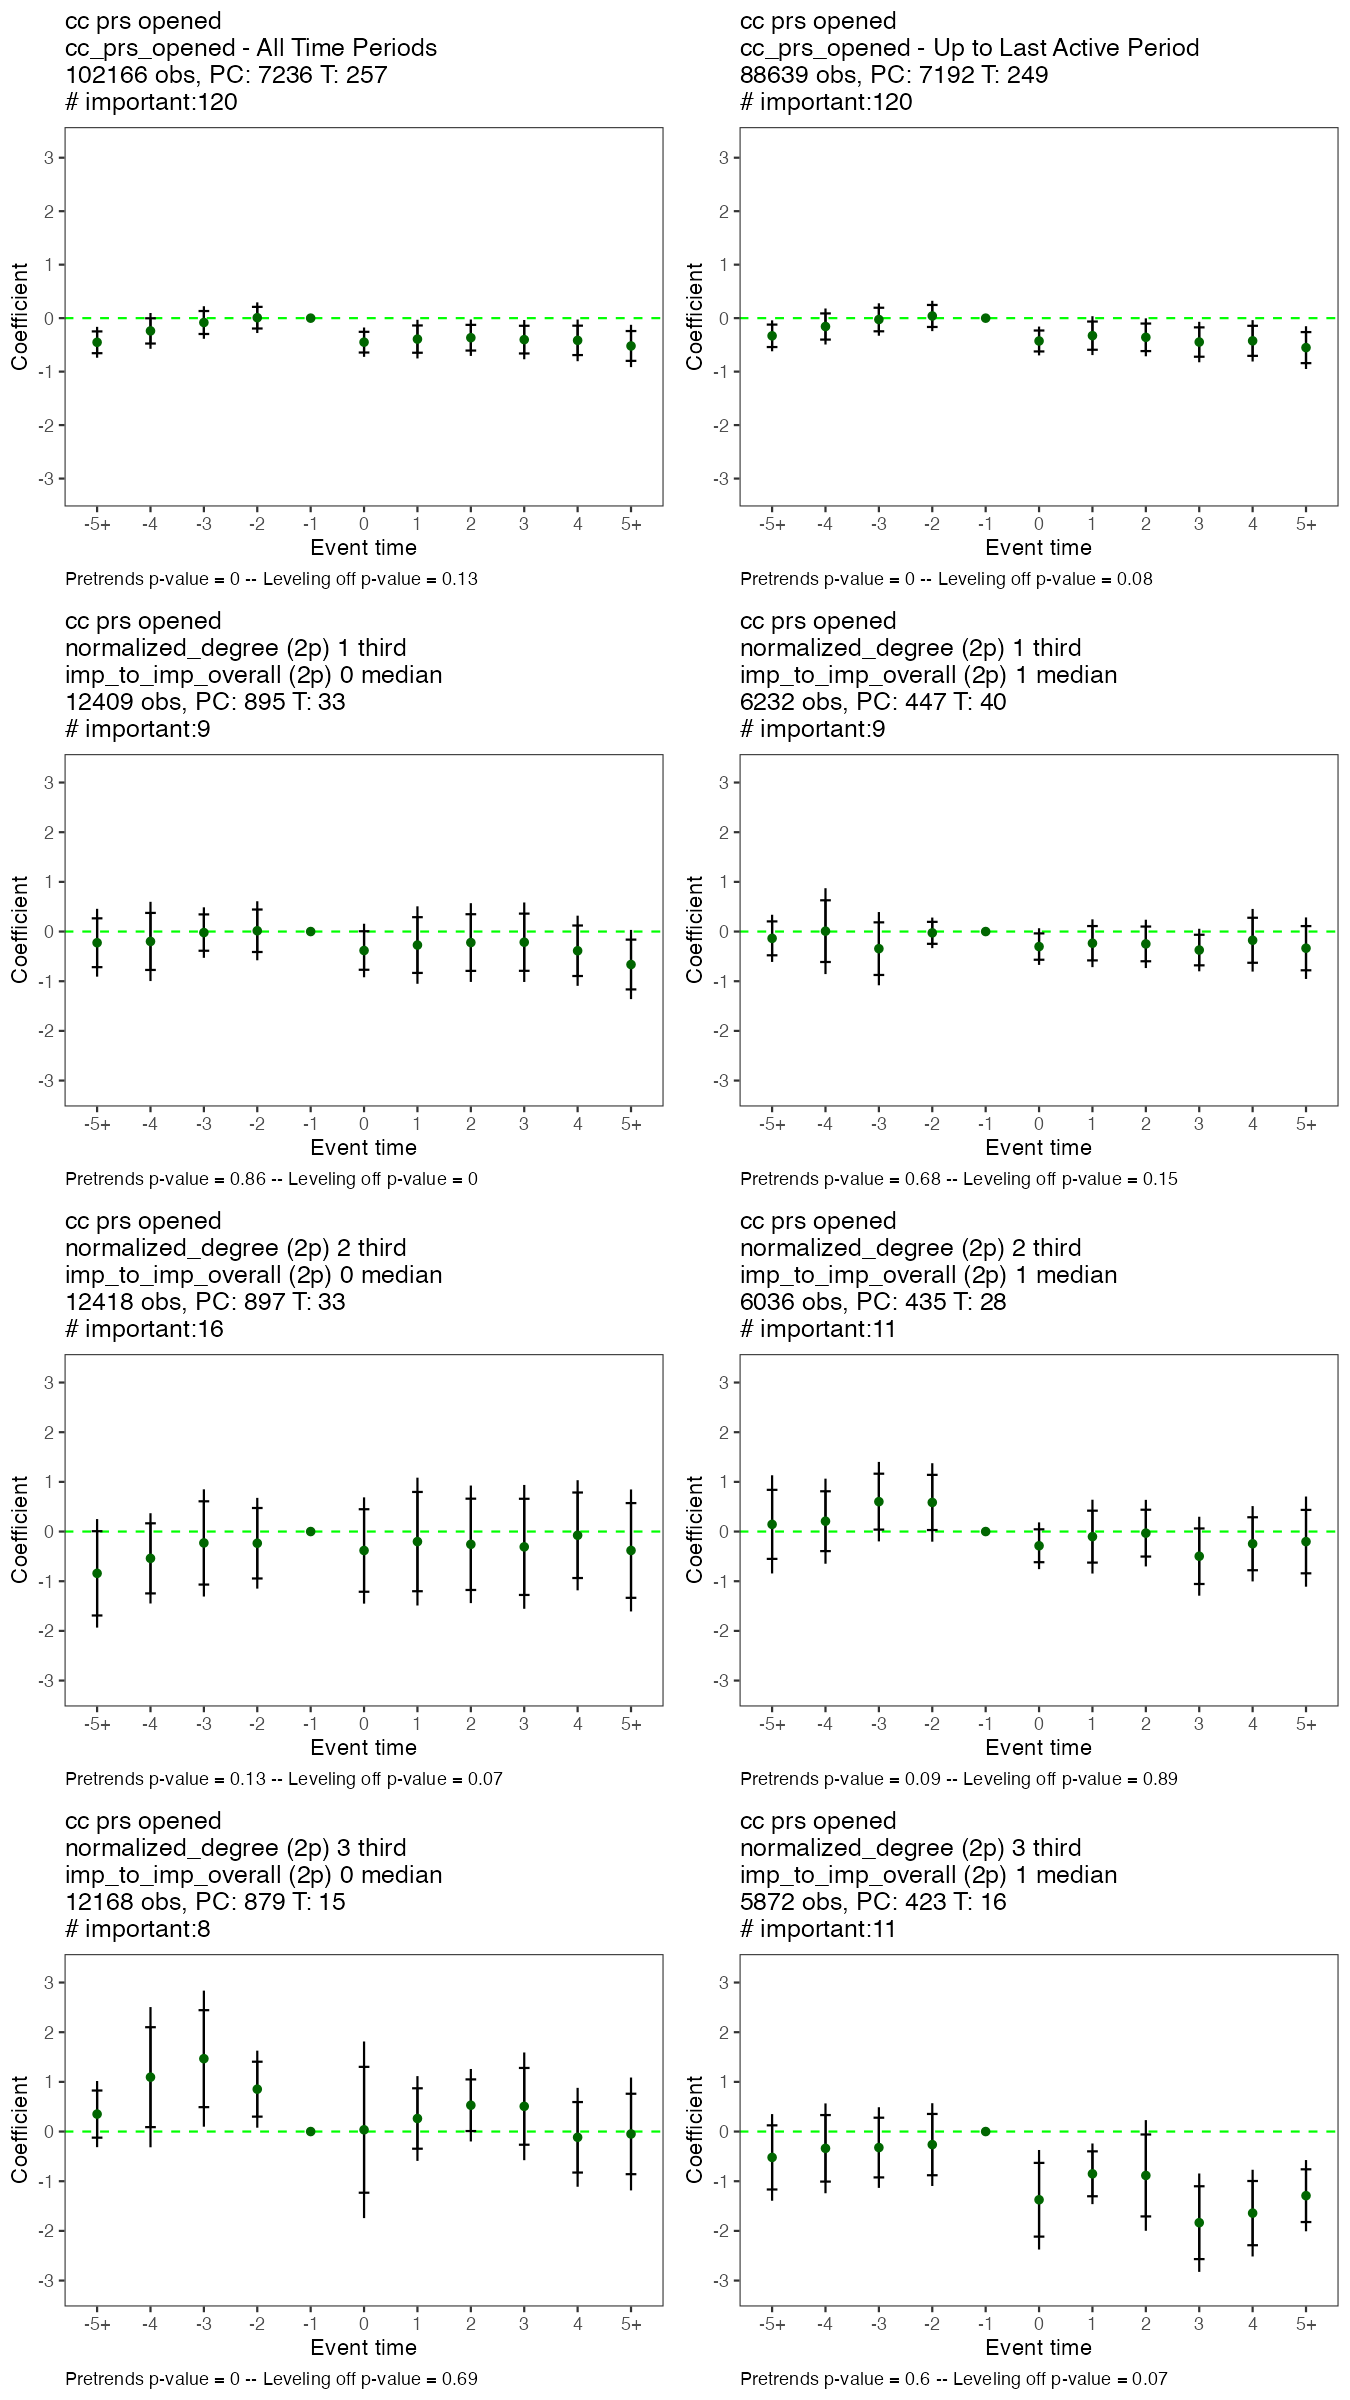 cc prs opened
cc_prs_opened - All Time Periods
102166 obs, PC: 7236 T: 257
# important:120
3
2
1
0
-1
-2
-3
Coefficient
-5+ -4 -3 -2 -1 0 1 2 3 4 5+
Event time
Pretrends p-value = 0 -- Leveling off p-value = 0.13
cc prs opened
cc_prs_opened - Up to Last Active Period
88639 obs, PC: 7192 T: 249
# important:120
3
2
1
0
-1
-2
-3
Coefficient
-5+ -4 -3 -2 -1 0 1 2 3 4 5+
Event time
Pretrends p-value = 0 -- Leveling off p-value = 0.08
cc prs opened
normalized_degree (2p) 1 third
imp_to_imp_overall (2p) 0 median
12409 obs, PC: 895 T: 33
# important:9
3
2
1
0
-1
-2
-3
Coefficient
-5+ -4 -3 -2 -1 0 1 2 3 4 5+
Event time
Pretrends p-value = 0.86 -- Leveling off p-value = 0
cc prs opened
normalized_degree (2p) 1 third
imp_to_imp_overall (2p) 1 median
6232 obs, PC: 447 T: 40
# important:9
3
2
1
0
-1
-2
-3
Coefficient
-5+ -4 -3 -2 -1 0 1 2 3 4 5+
Event time
Pretrends p-value = 0.68 -- Leveling off p-value = 0.15
cc prs opened
normalized_degree (2p) 2 third
imp_to_imp_overall (2p) 0 median
12418 obs, PC: 897 T: 33
# important:16
3
2
1
0
-1
-2
-3
Coefficient
-5+ -4 -3 -2 -1 0 1 2 3 4 5+
Event time
Pretrends p-value = 0.13 -- Leveling off p-value = 0.07
cc prs opened
normalized_degree (2p) 2 third
imp_to_imp_overall (2p) 1 median
6036 obs, PC: 435 T: 28
# important:11
3
2
1
0
-1
-2
-3
Coefficient
-5+ -4 -3 -2 -1 0 1 2 3 4 5+
Event time
Pretrends p-value = 0.09 -- Leveling off p-value = 0.89
cc prs opened
normalized_degree (2p) 3 third
imp_to_imp_overall (2p) 0 median
12168 obs, PC: 879 T: 15
# important:8
3
2
1
0
-1
-2
-3
Coefficient
-5+ -4 -3 -2 -1 0 1 2 3 4 5+
Event time
Pretrends p-value = 0 -- Leveling off p-value = 0.69
cc prs opened
normalized_degree (2p) 3 third
imp_to_imp_overall (2p) 1 median
5872 obs, PC: 423 T: 16
# important:11
3
2
1
0
-1
-2
-3
Coefficient
-5+ -4 -3 -2 -1 0 1 2 3 4 5+
Event time
Pretrends p-value = 0.6 -- Leveling off p-value = 0.07